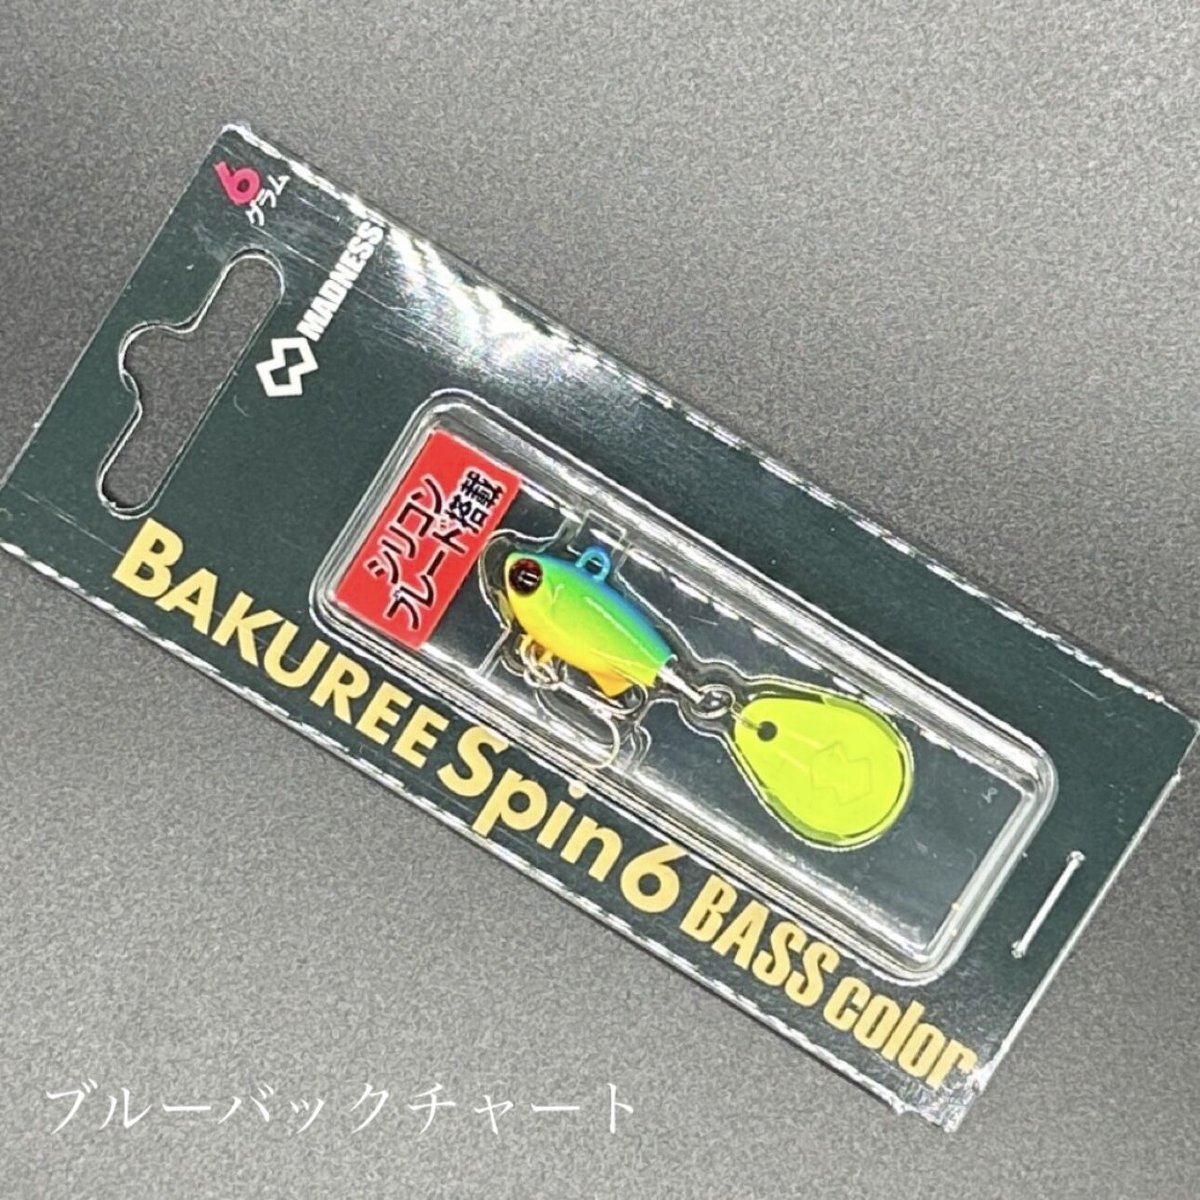 6
グラム
MADNESS
シリコン
ブレード搭載
BAKUREE Spin6 BASS color
ブルーバックチャート